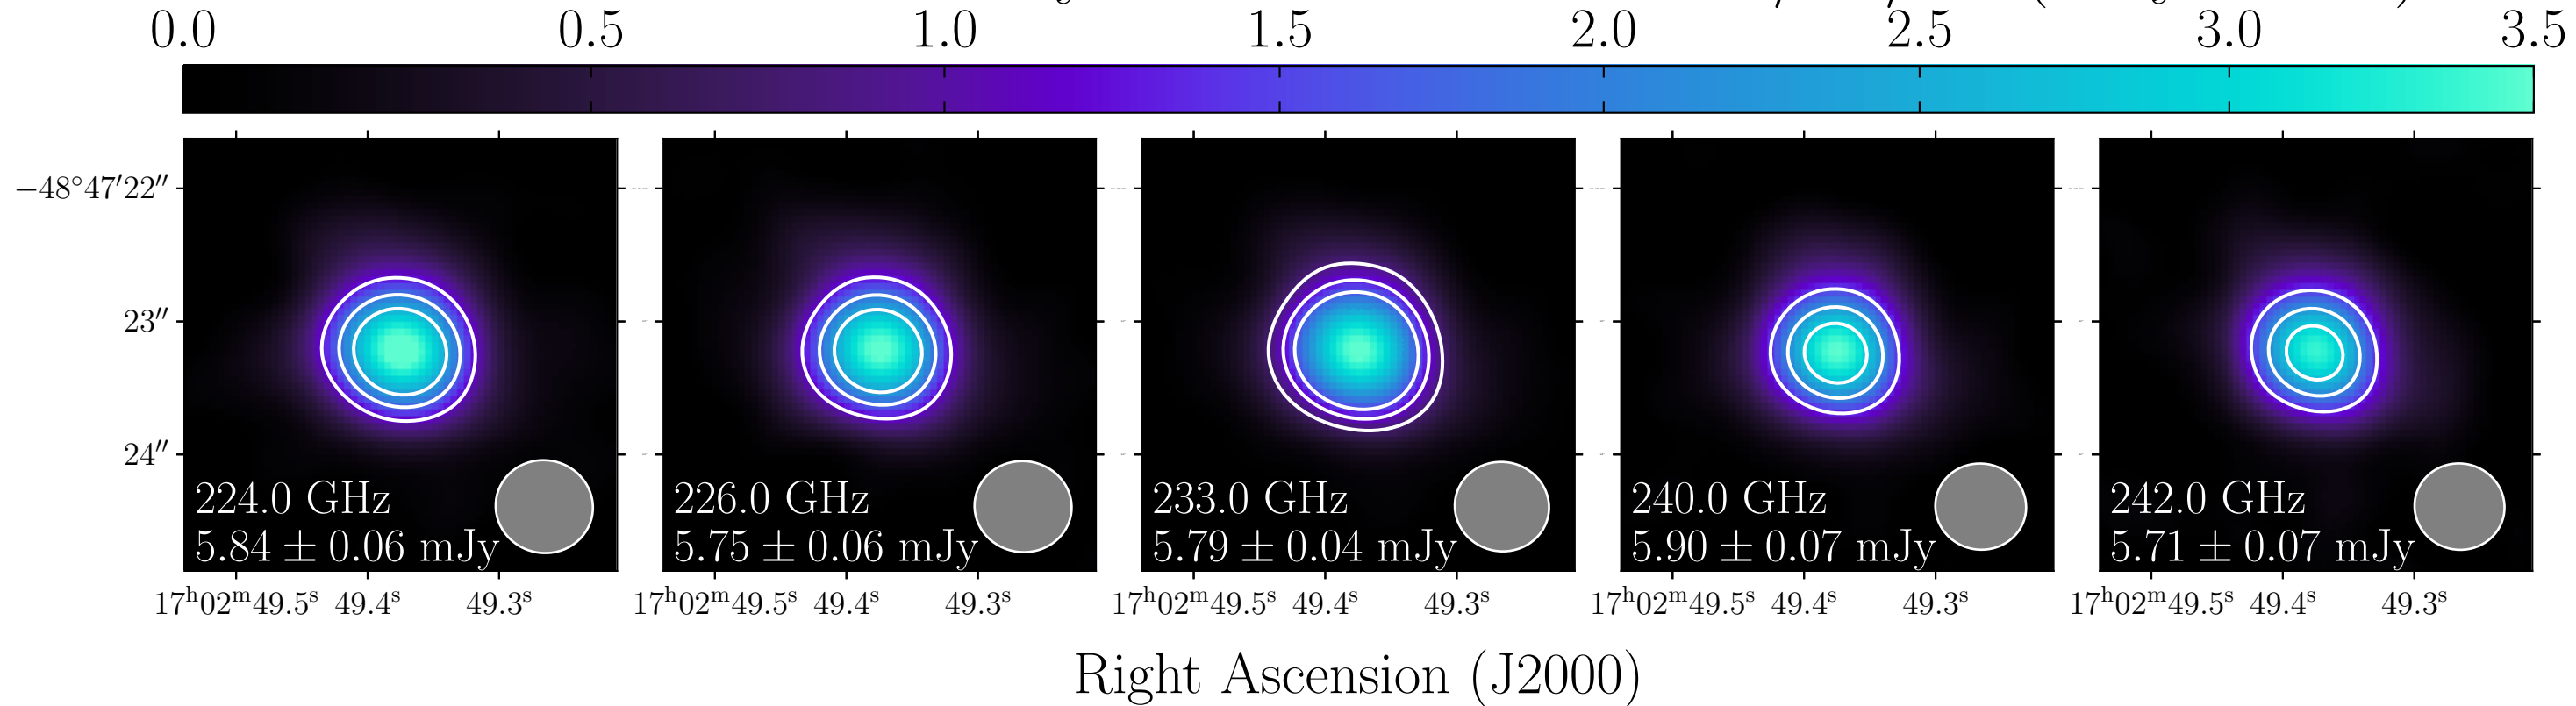 0.0 0.5 1.0 1.5 2.0 2.5 3.0 3.5
−48°47′22″
23″
24″
224.0 GHz
5.84 ± 0.06 mJy
226.0 GHz
5.75 ± 0.06 mJy
233.0 GHz
5.79 ± 0.04 mJy
240.0 GHz
5.90 ± 0.07 mJy
242.0 GHz
5.71 ± 0.07 mJy
17ʰ02ᵐ49.5ˢ 49.4ˢ 49.3ˢ 17ʰ02ᵐ49.5ˢ 49.4ˢ 49.3ˢ 17ʰ02ᵐ49.5ˢ 49.4ˢ 49.3ˢ 17ʰ02ᵐ49.5ˢ 49.4ˢ 49.3ˢ 17ʰ02ᵐ49.5ˢ 49.4ˢ 49.3ˢ
Right Ascension (J2000)